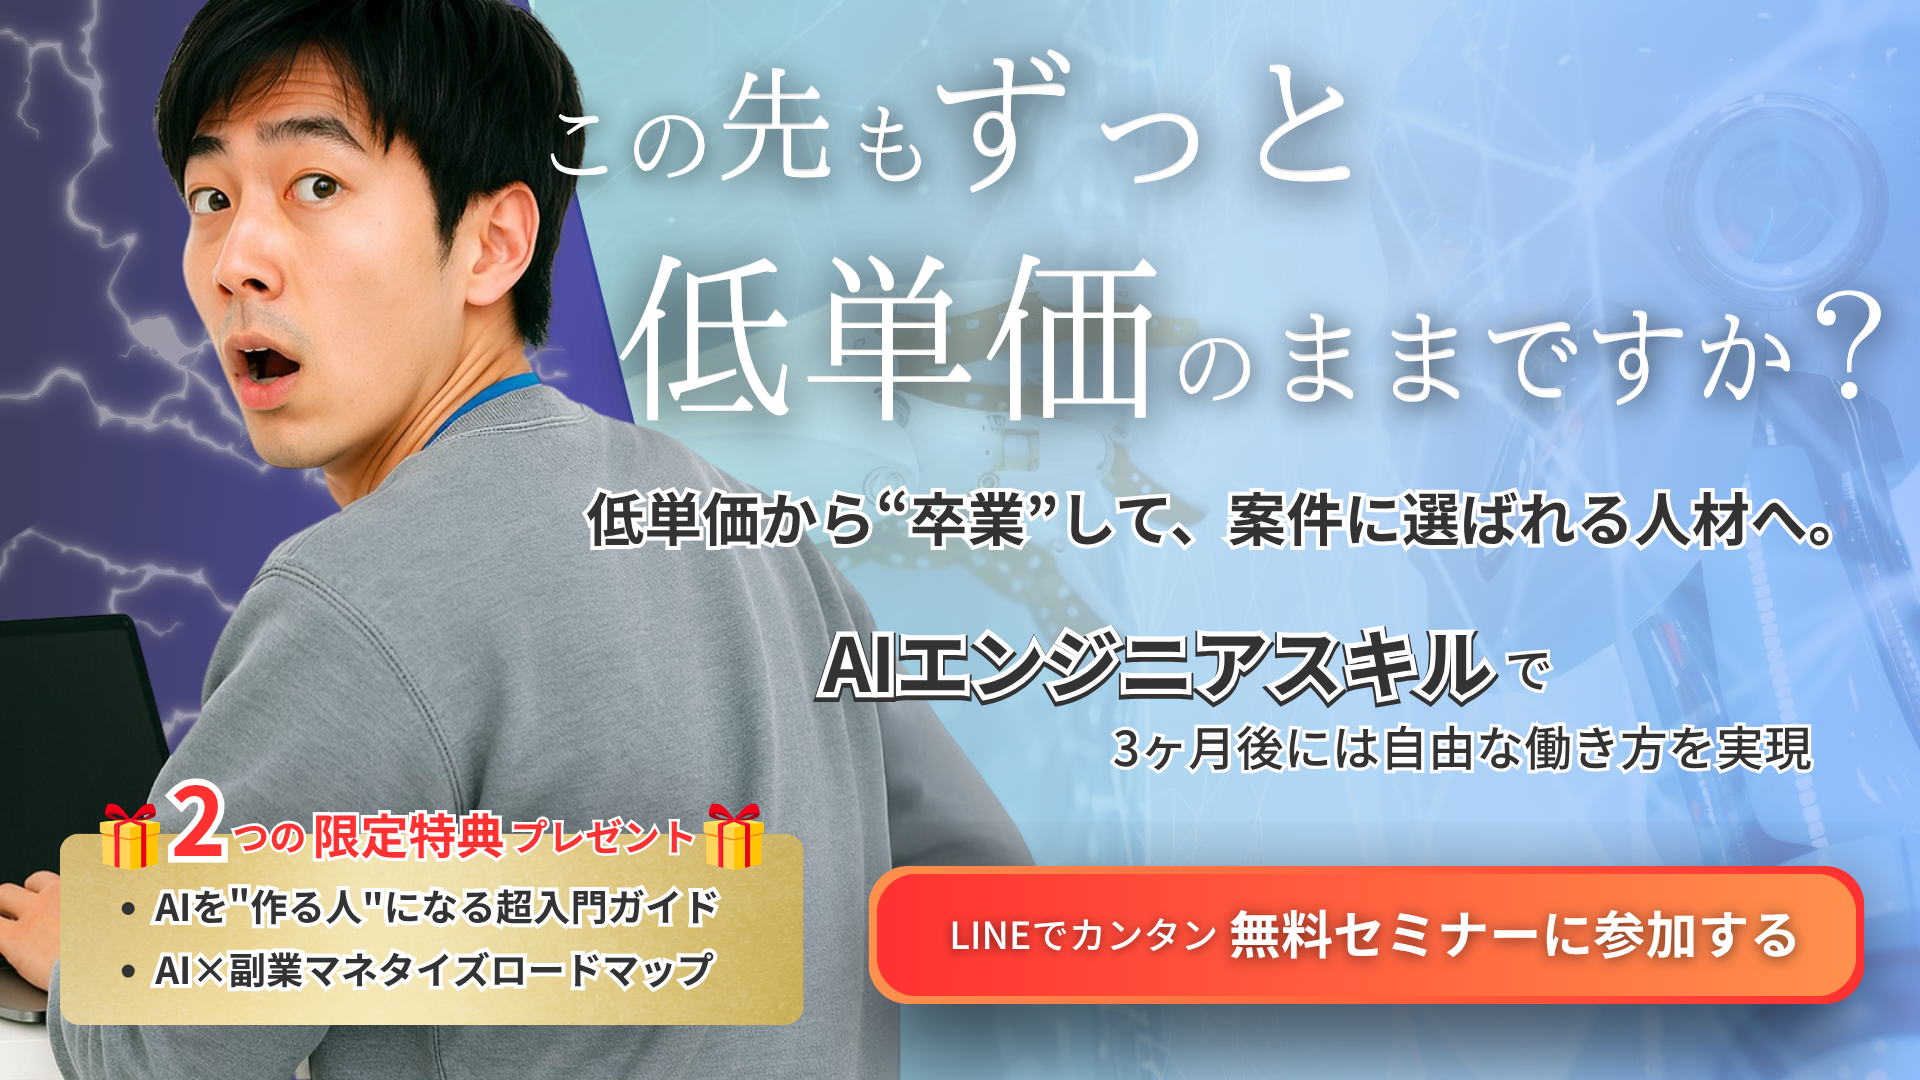 この先もずっと
低単価のままですか？
低単価から“卒業”して、案件に選ばれる人材へ。
AIエンジニアスキルで
3ヶ月後には自由な働き方を実現
2つの限定特典プレゼント
• AIを"作る人"になる超入門ガイド
• AI×副業マネタイズロードマップ
LINEでカンタン 無料セミナーに参加する